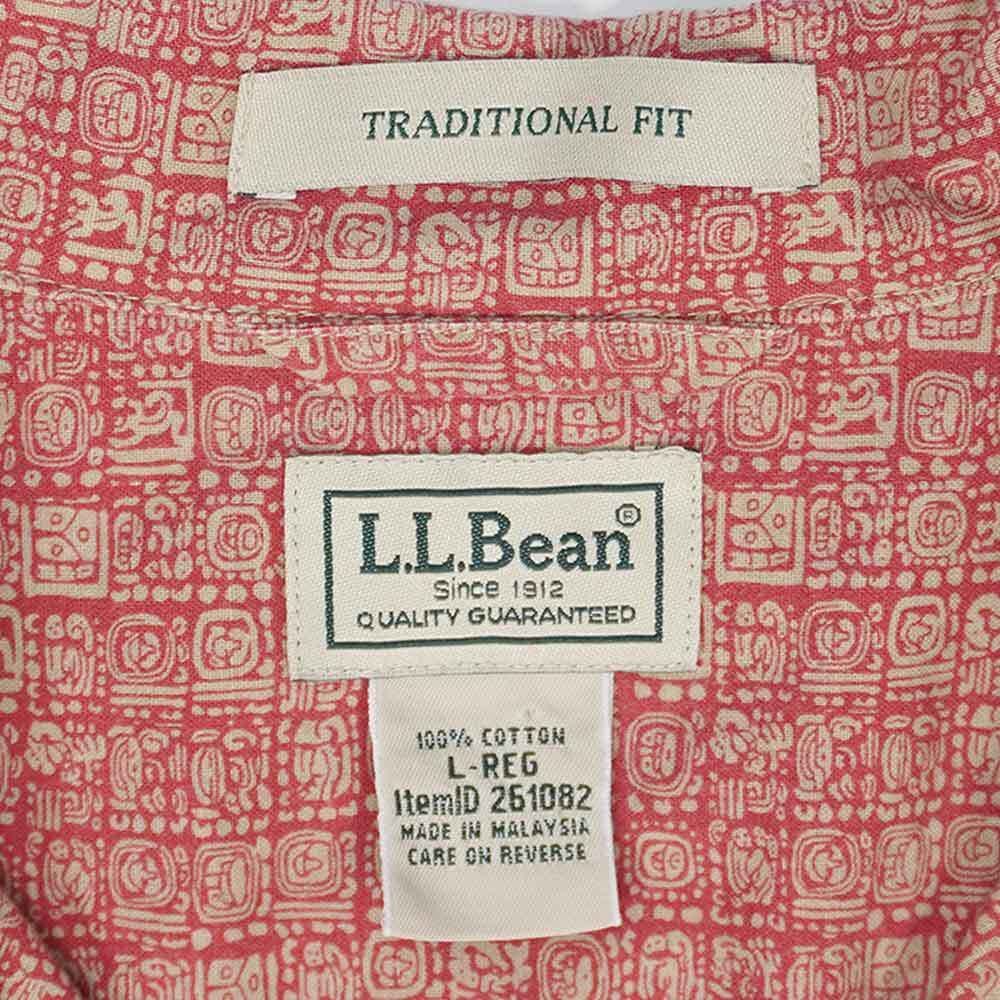 TRADITIONAL FIT
L.L.Bean®
Since 1912
QUALITY GUARANTEED
100% COTTON
L-REG
ItemID 261082
MADE IN MALAYSIA
CARE ON REVERSE